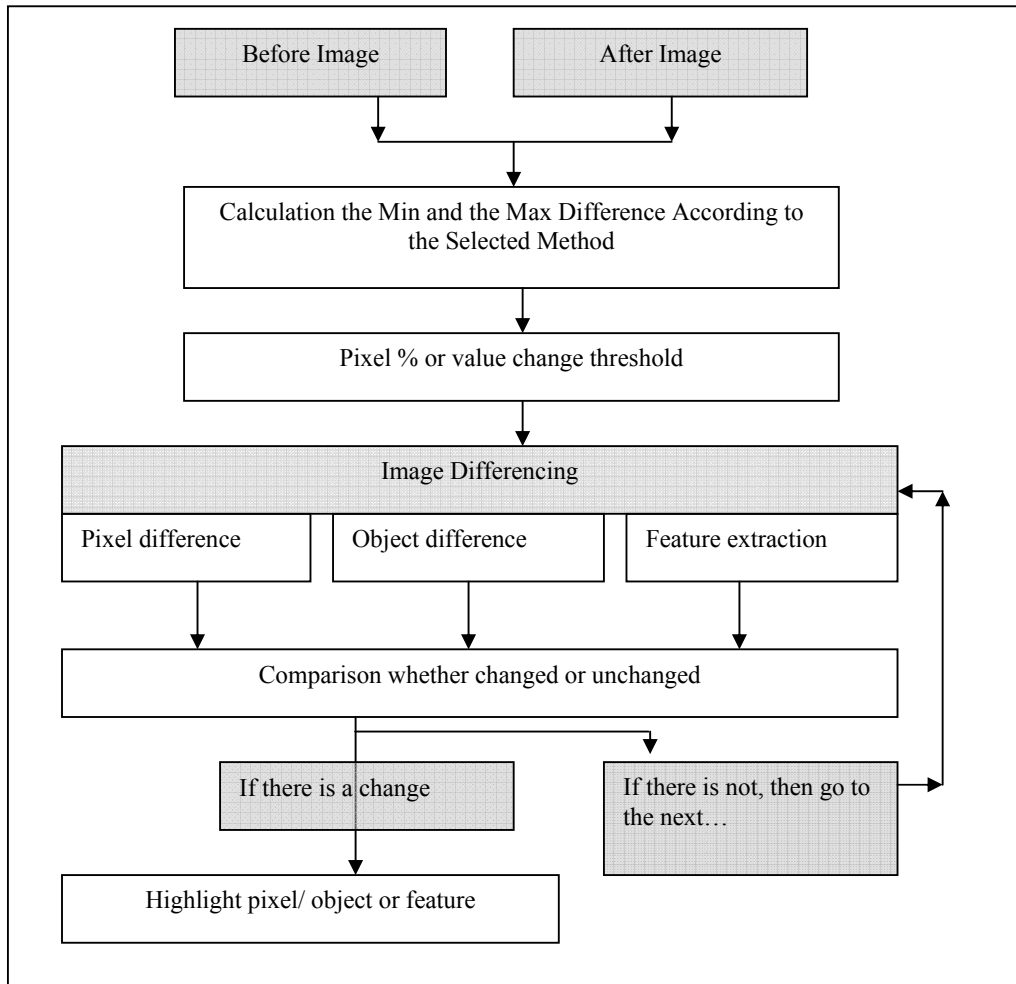 Before Image
After Image
Calculation the Min and the Max Difference According to
the Selected Method
Pixel % or value change threshold
Image Differencing
Pixel difference
Object difference
Feature extraction
Comparison whether changed or unchanged
If there is a change
If there is not, then go to
the next…
Highlight pixel/ object or feature